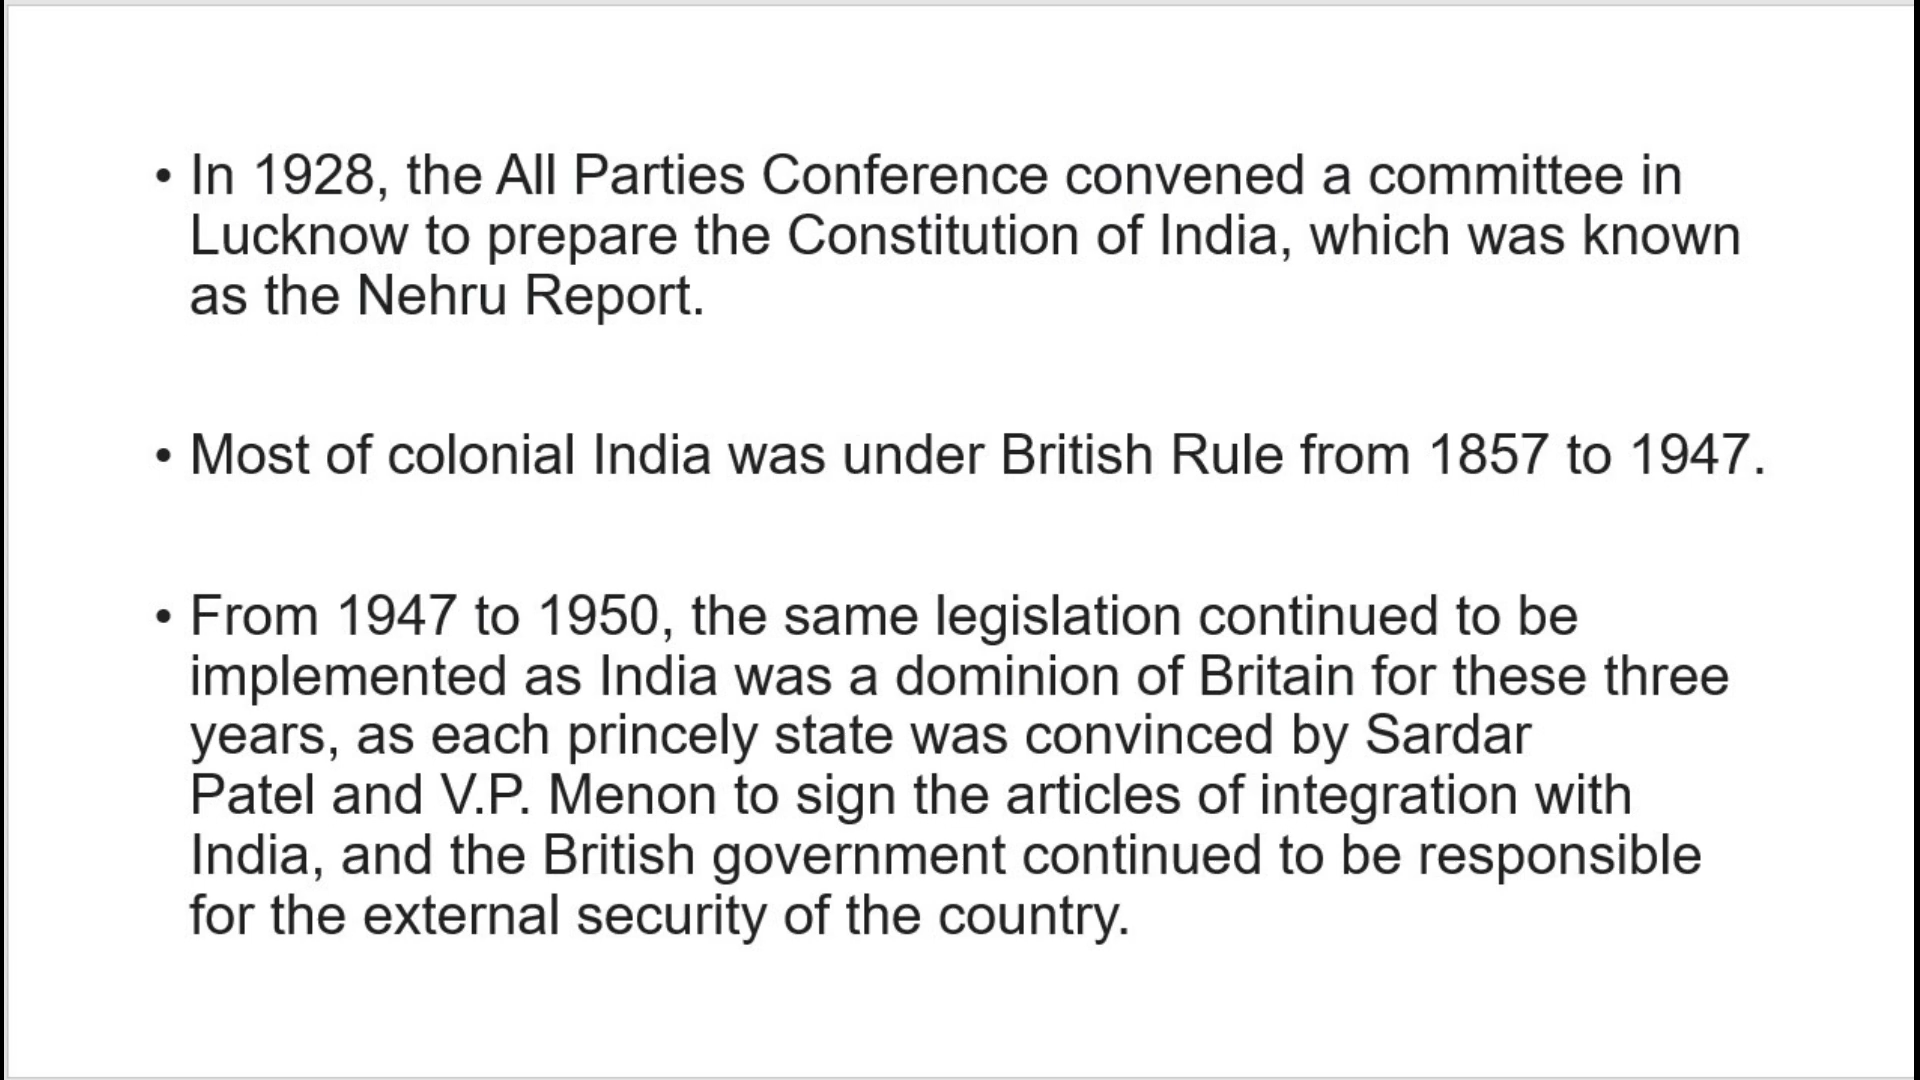 • In 1928, the All Parties Conference convened a committee in
Lucknow to prepare the Constitution of India, which was known
as the Nehru Report.
• Most of colonial India was under British Rule from 1857 to 1947.
• From 1947 to 1950, the same legislation continued to be
implemented as India was a dominion of Britain for these three
years, as each princely state was convinced by Sardar
Patel and V.P. Menon to sign the articles of integration with
India, and the British government continued to be responsible
for the external security of the country.